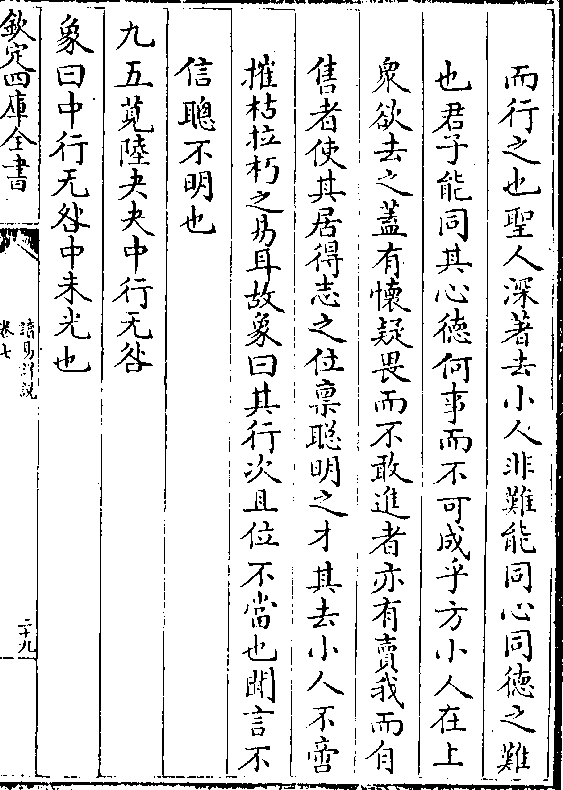 而行之也聖人深著去小人非難能同心同德之難
也君子能同其心德何事而不可成乎方小人在上
衆欲去之蓋有懷疑畏而不敢進者亦有賣我而自
售者使其居得志之位禀聰明之才其去小人不啻
摧枯拉朽之易耳故象曰其行次且位不當也聞言不
信聰不明也
九五莧陸夬夬中行无咎
象曰中行无咎中未光也
欽定四庫全書
讀易詳說
卷七
二十九